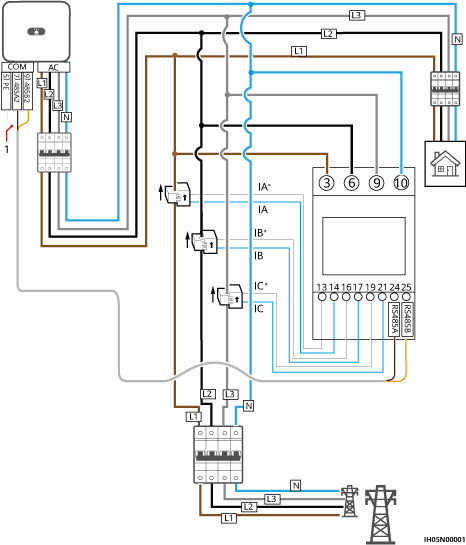 L3
L2
N
L1
COM
AC
5) PE
7) 485A2
9) 485B2
L1
L2
L3
N
1
3
6
9
10
IA*
IA
IB*
IB
IC*
IC
13 14 16 17 19 21 24 25
RS485A
RS485B
L2
L3
N
L1
N
L3
L2
L1
IH05N00001